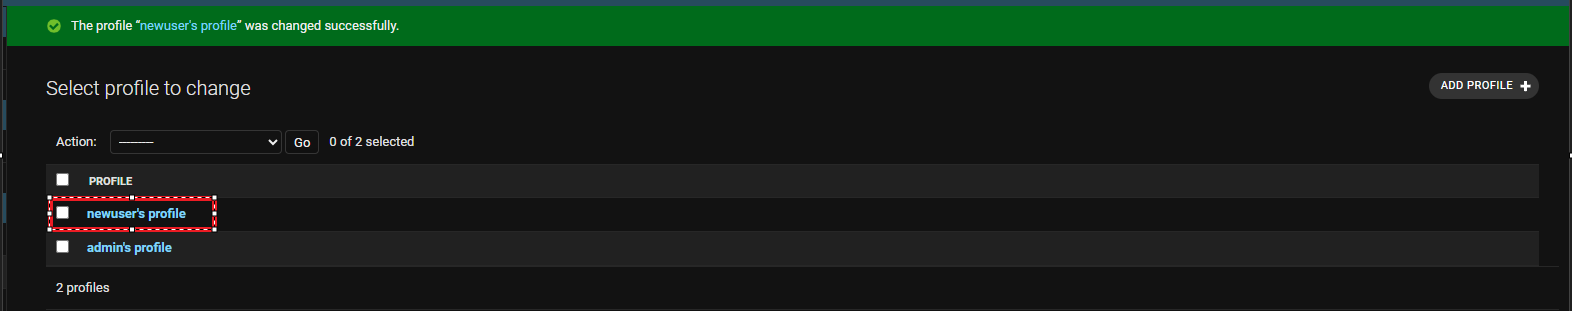 The profile “newuser's profile” was changed successfully.
Select profile to change
ADD PROFILE
Action: --------- Go 0 of 2 selected
PROFILE
newuser's profile
admin's profile
2 profiles